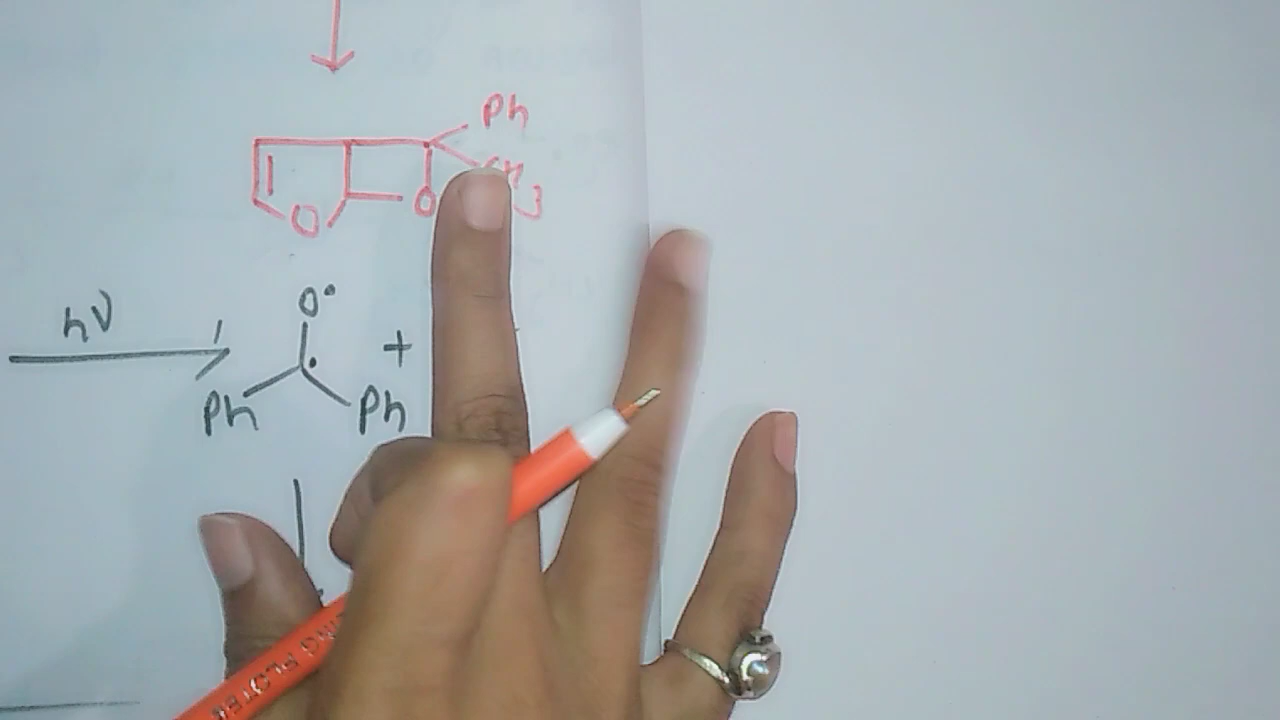 Ph
CH3
O O
hν O•
•
+
Ph Ph